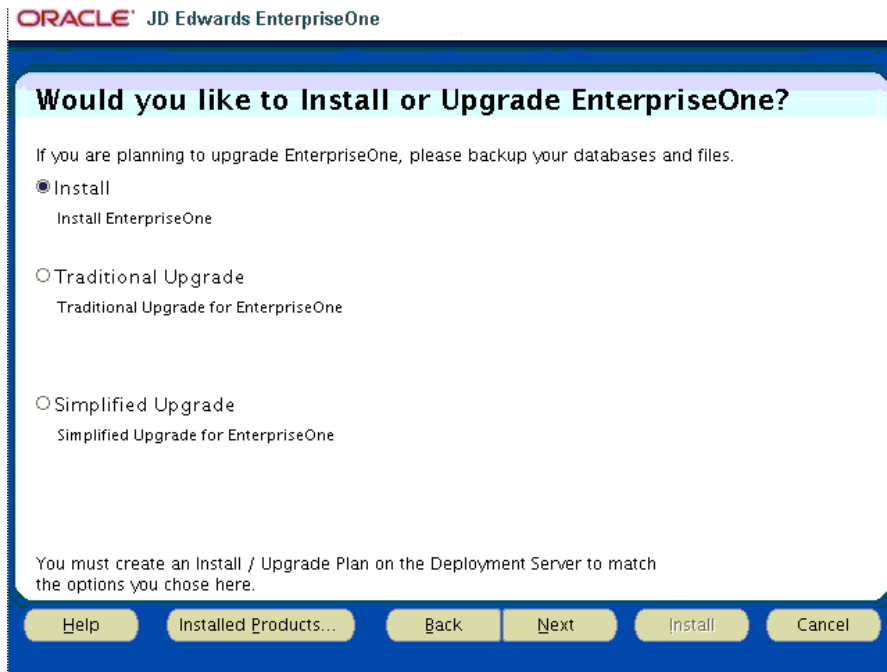 ORACLE® JD Edwards EnterpriseOne
Would you like to Install or Upgrade EnterpriseOne?
If you are planning to upgrade EnterpriseOne, please backup your databases and files.
Install
Install EnterpriseOne
Traditional Upgrade
Traditional Upgrade for EnterpriseOne
Simplified Upgrade
Simplified Upgrade for EnterpriseOne
You must create an Install / Upgrade Plan on the Deployment Server to match
the options you chose here.
Help Installed Products... Back Next Install Cancel